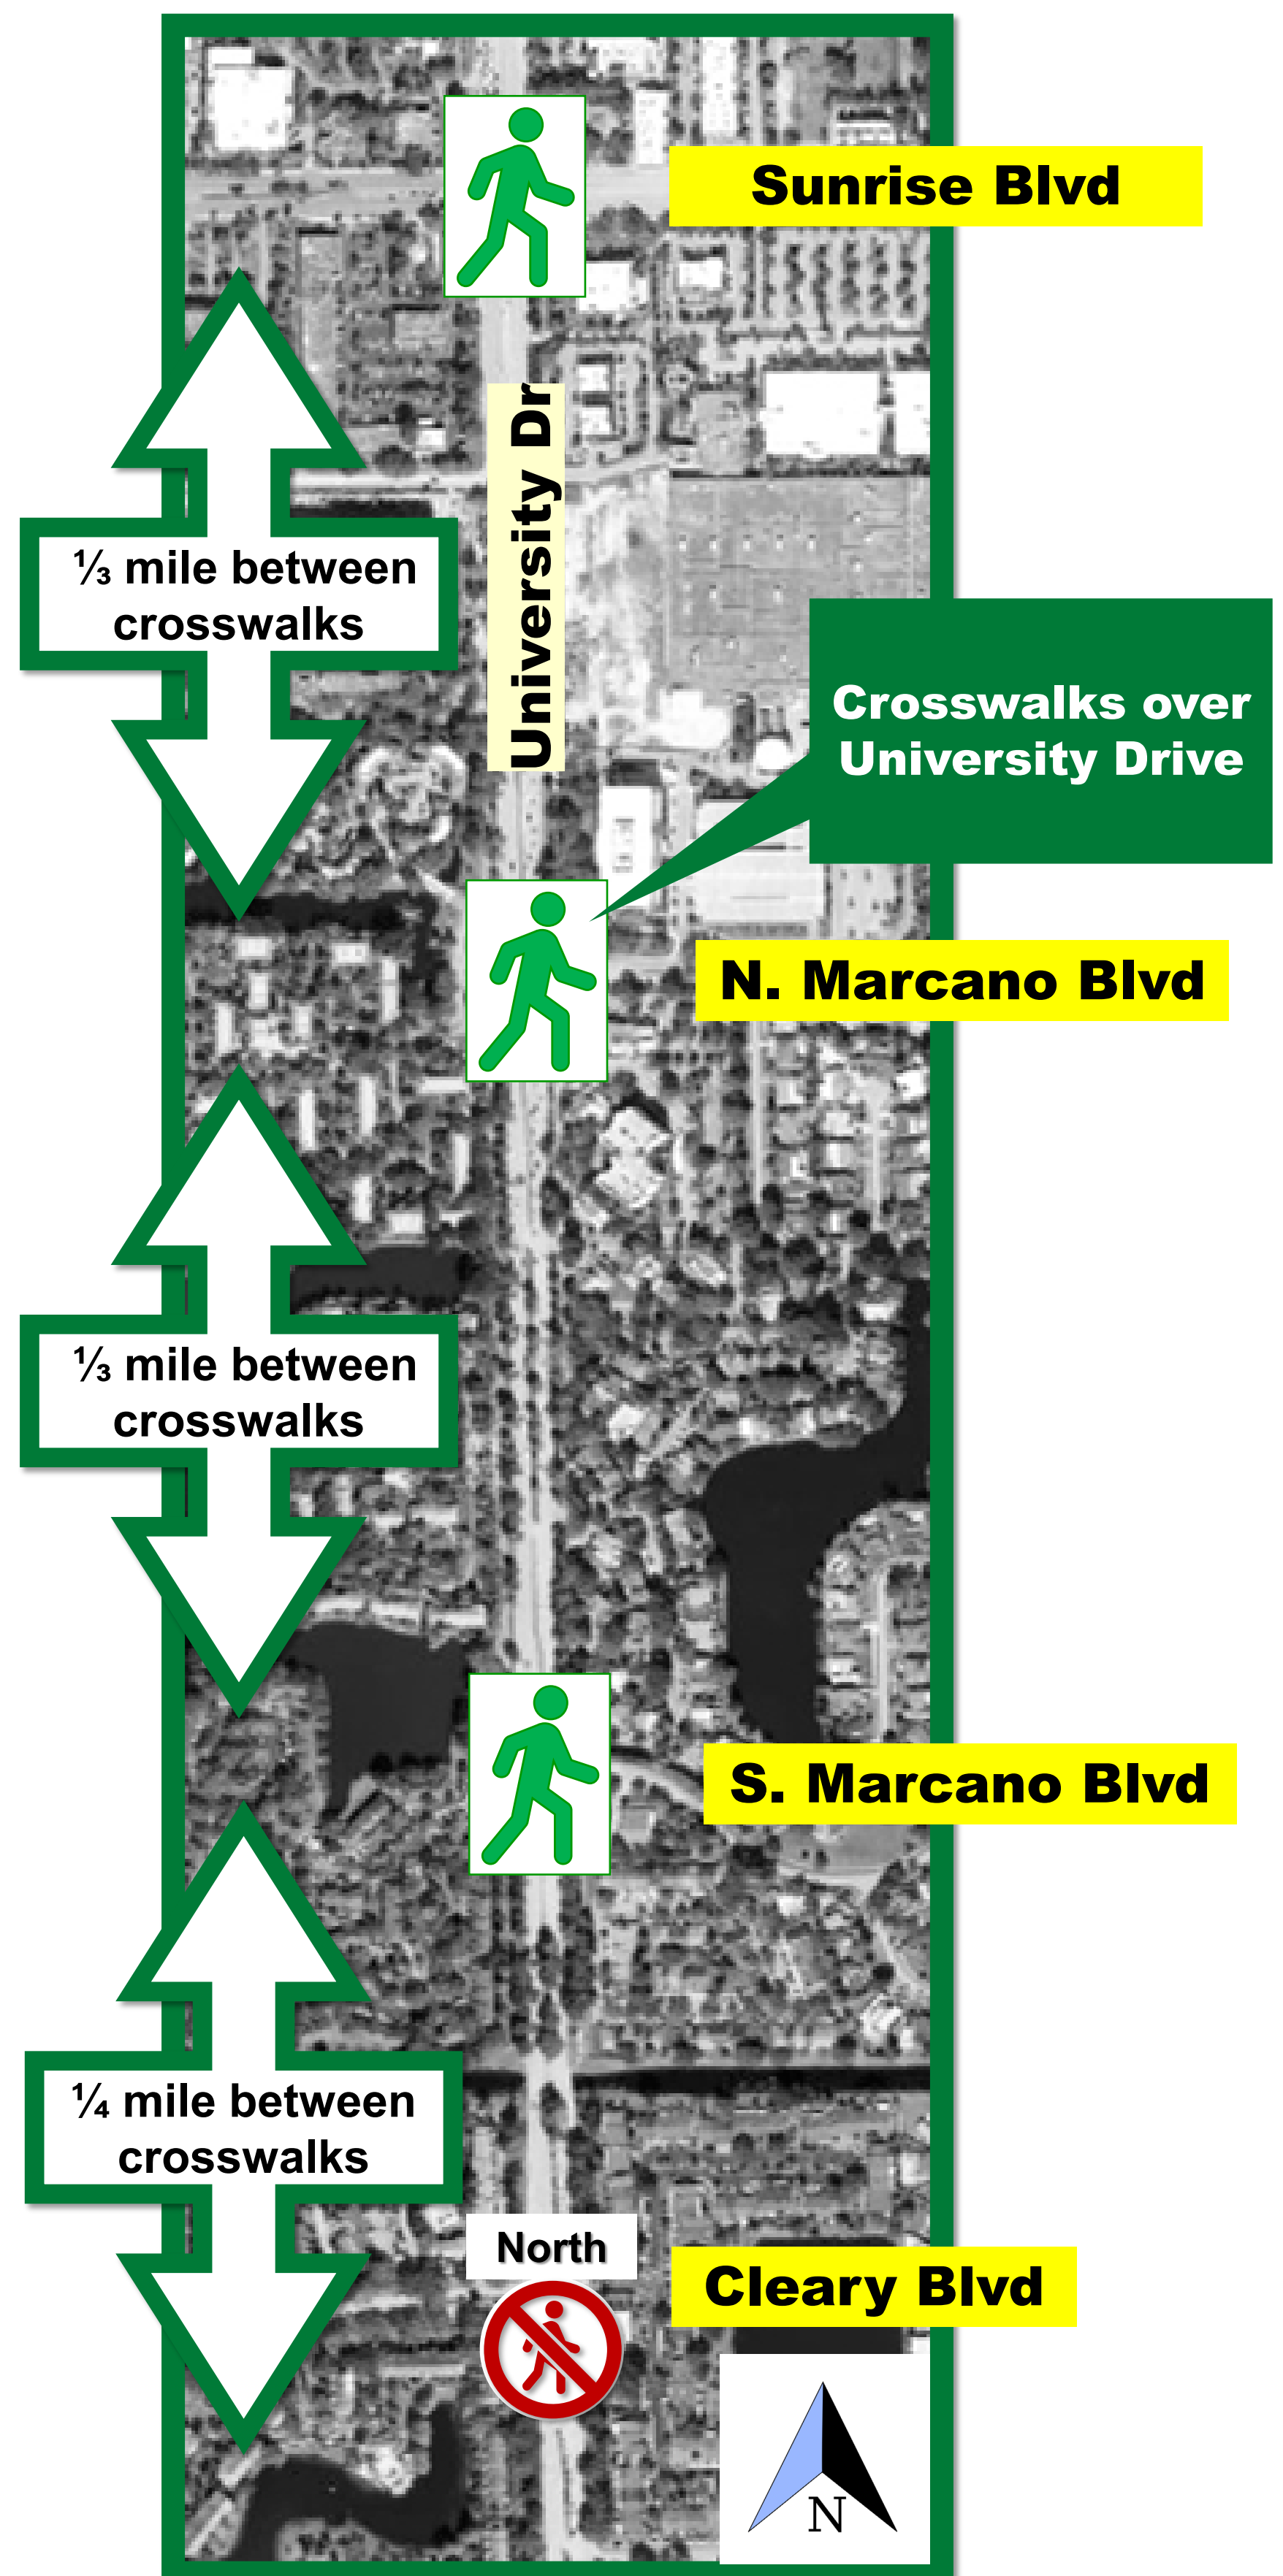 Sunrise Blvd
University Dr
⅓ mile between
crosswalks
Crosswalks over
University Drive
N. Marcano Blvd
⅓ mile between
crosswalks
S. Marcano Blvd
¼ mile between
crosswalks
North
Cleary Blvd
N